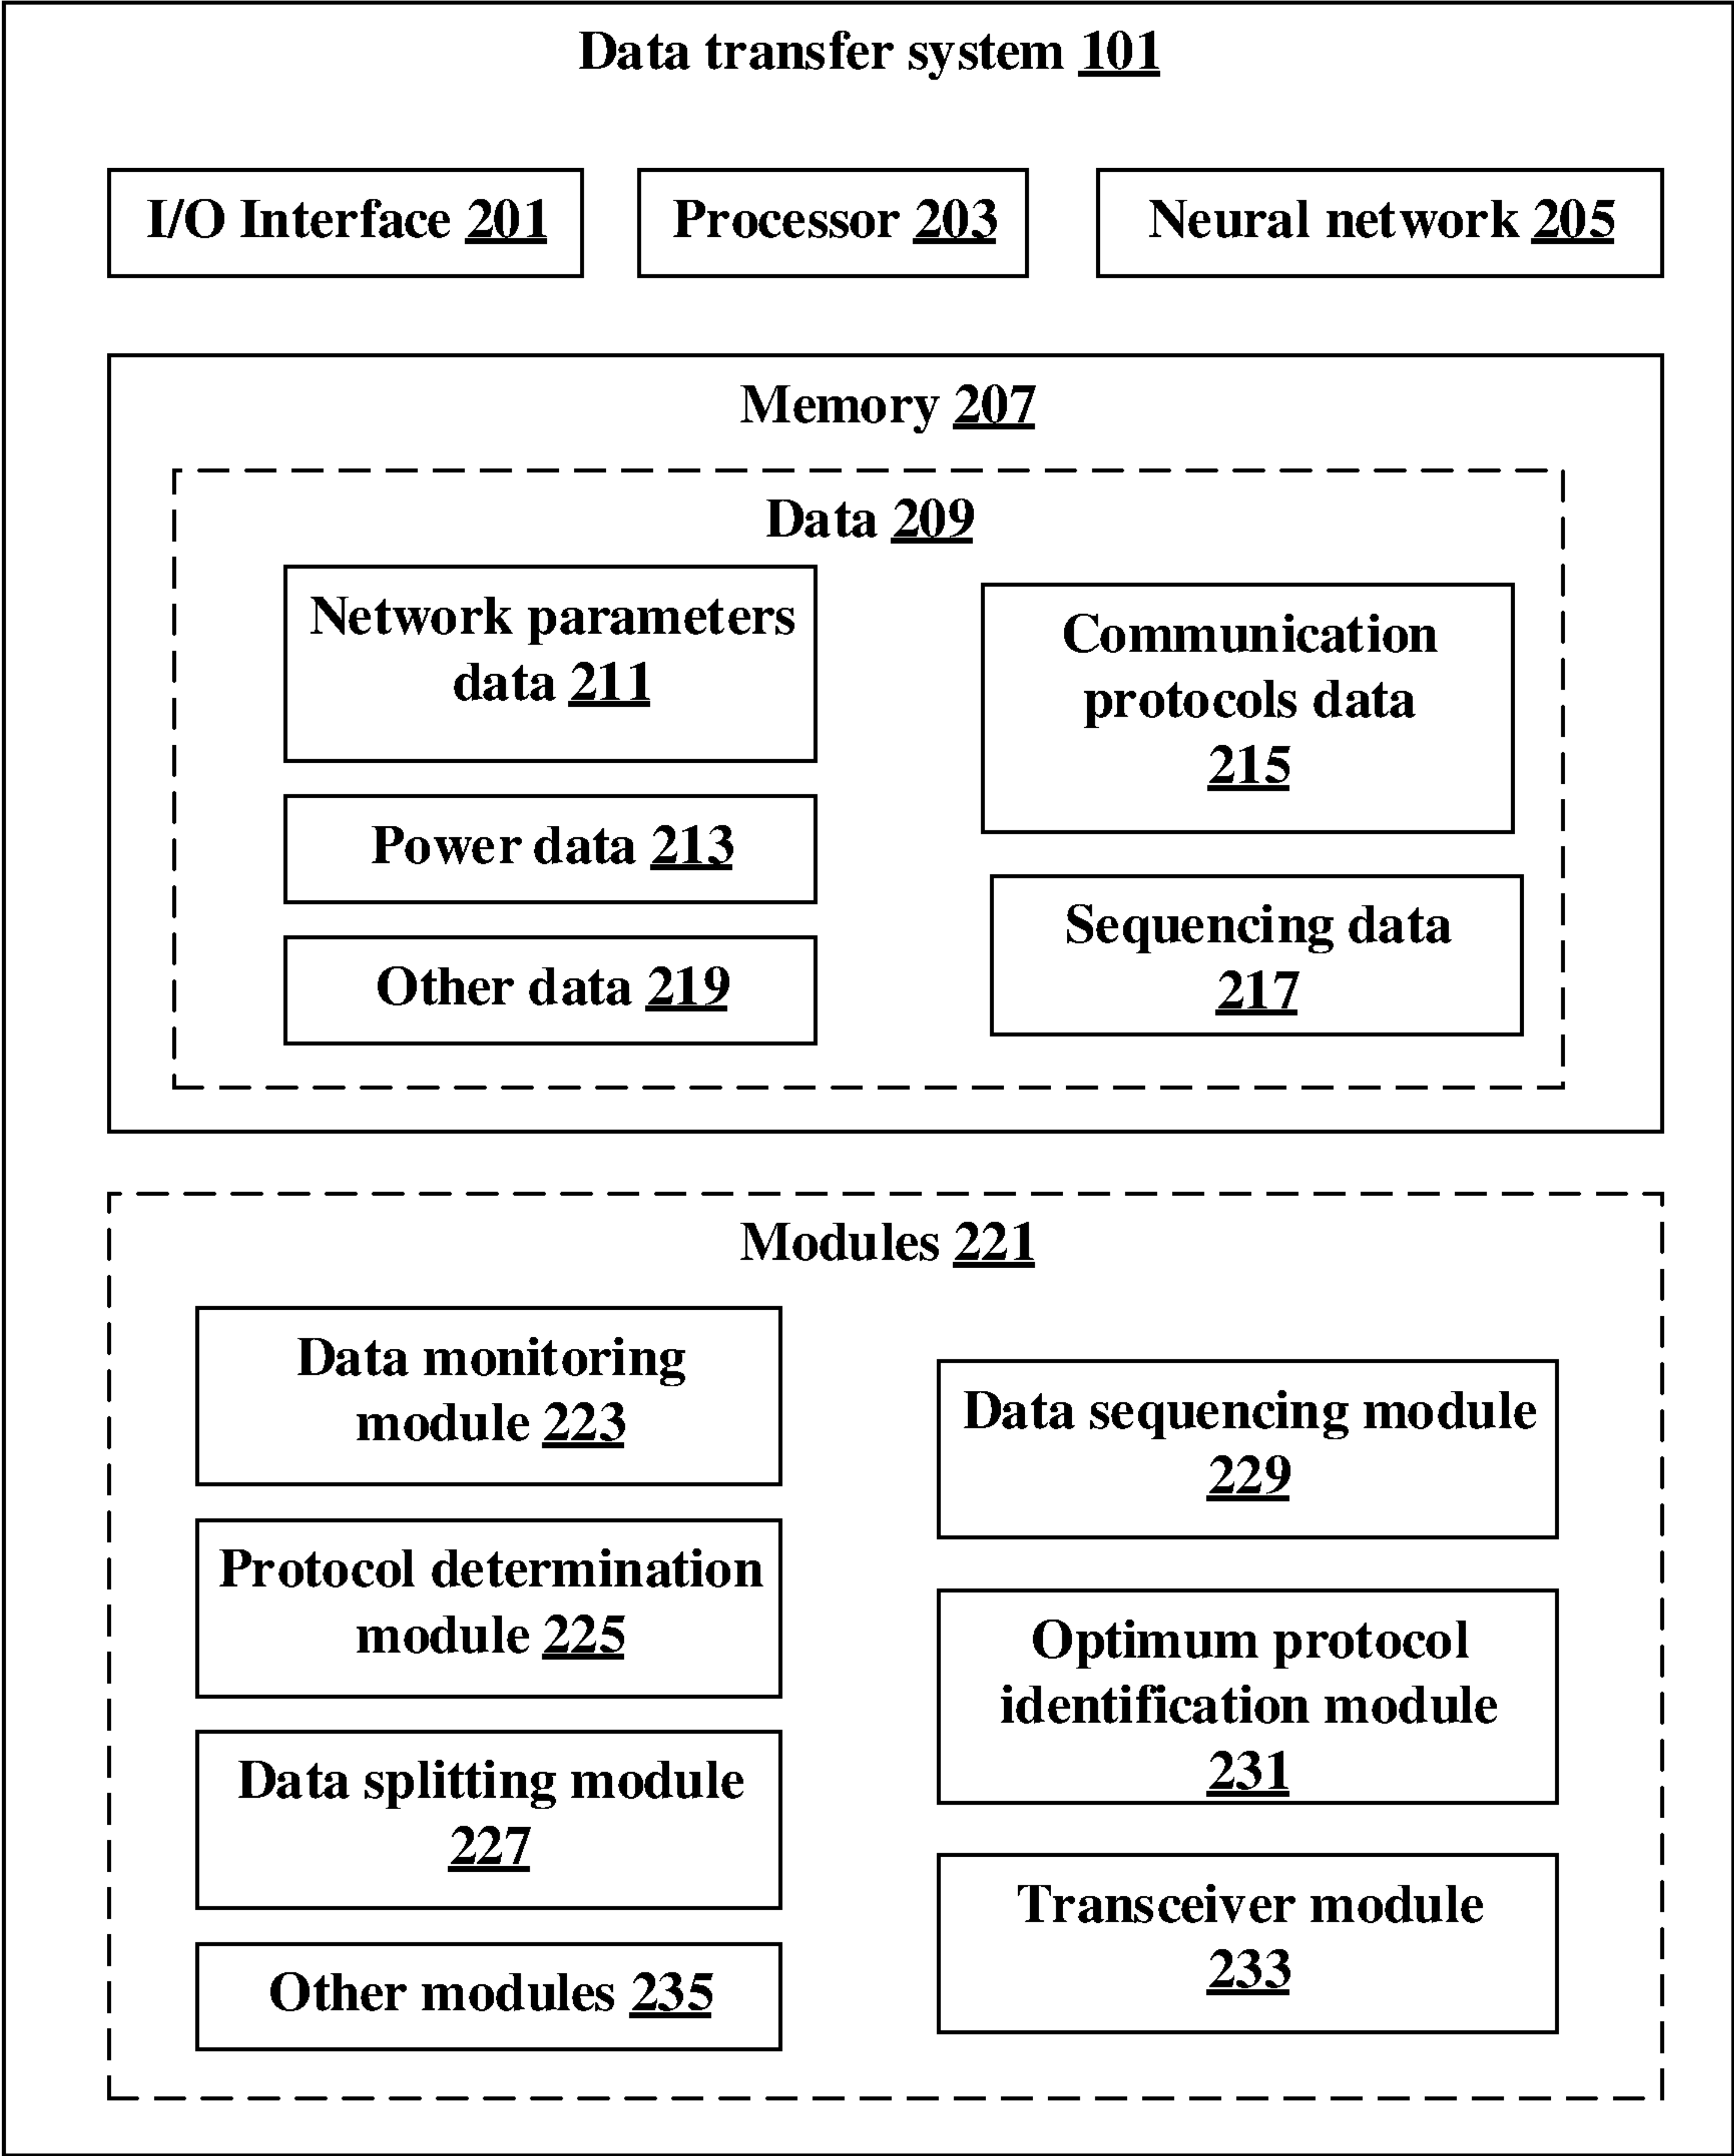 Data transfer system 101
I/O Interface 201
Processor 203
Neural network 205
Memory 207
Data 209
Network parameters
data 211
Power data 213
Other data 219
Communication
protocols data
215
Sequencing data
217
Modules 221
Data monitoring
module 223
Protocol determination
module 225
Data splitting module
227
Other modules 235
Data sequencing module
229
Optimum protocol
identification module
231
Transceiver module
233